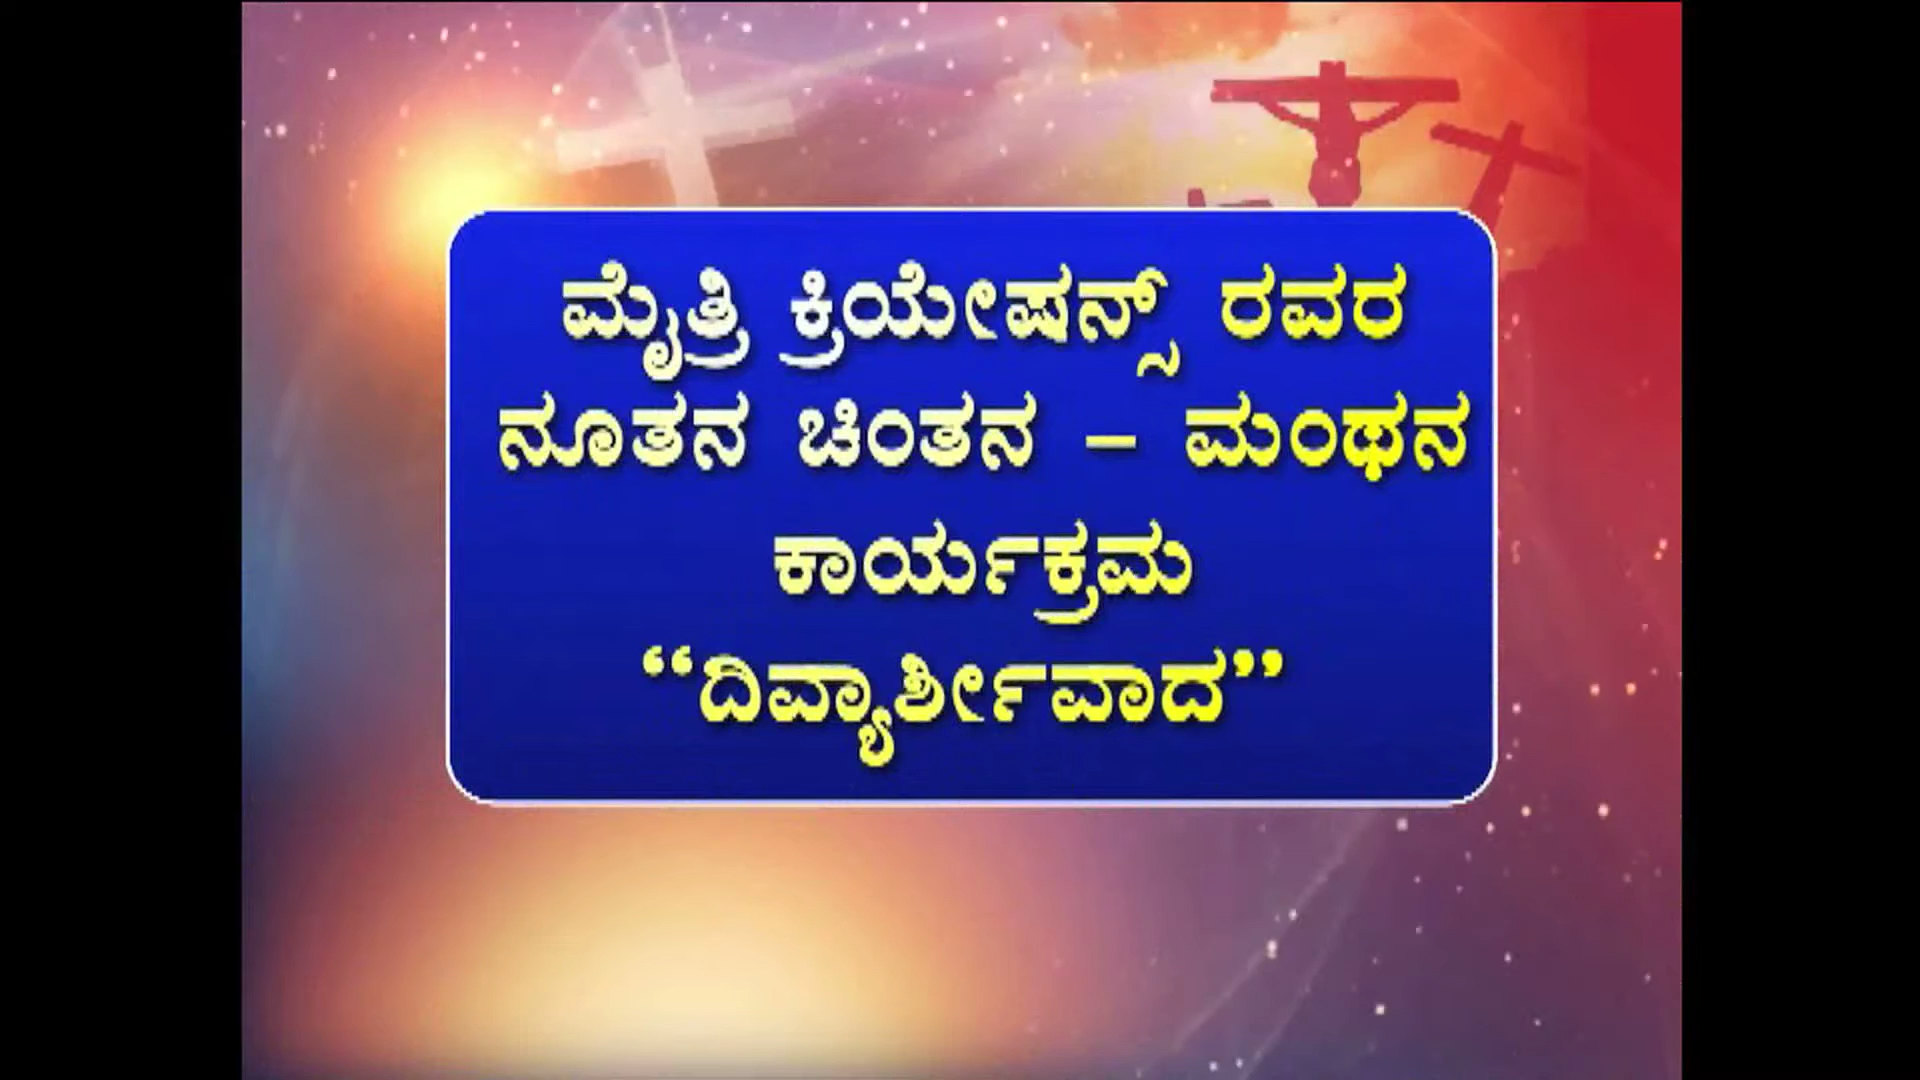 ಮೈತ್ರಿ ಕ್ರಿಯೇಷನ್ಸ್ ರವರ
ನೂತನ ಚಿಂತನ – ಮಂಥನ
ಕಾರ್ಯಕ್ರಮ
“ದಿವ್ಯಾರ್ಶೀವಾದ”